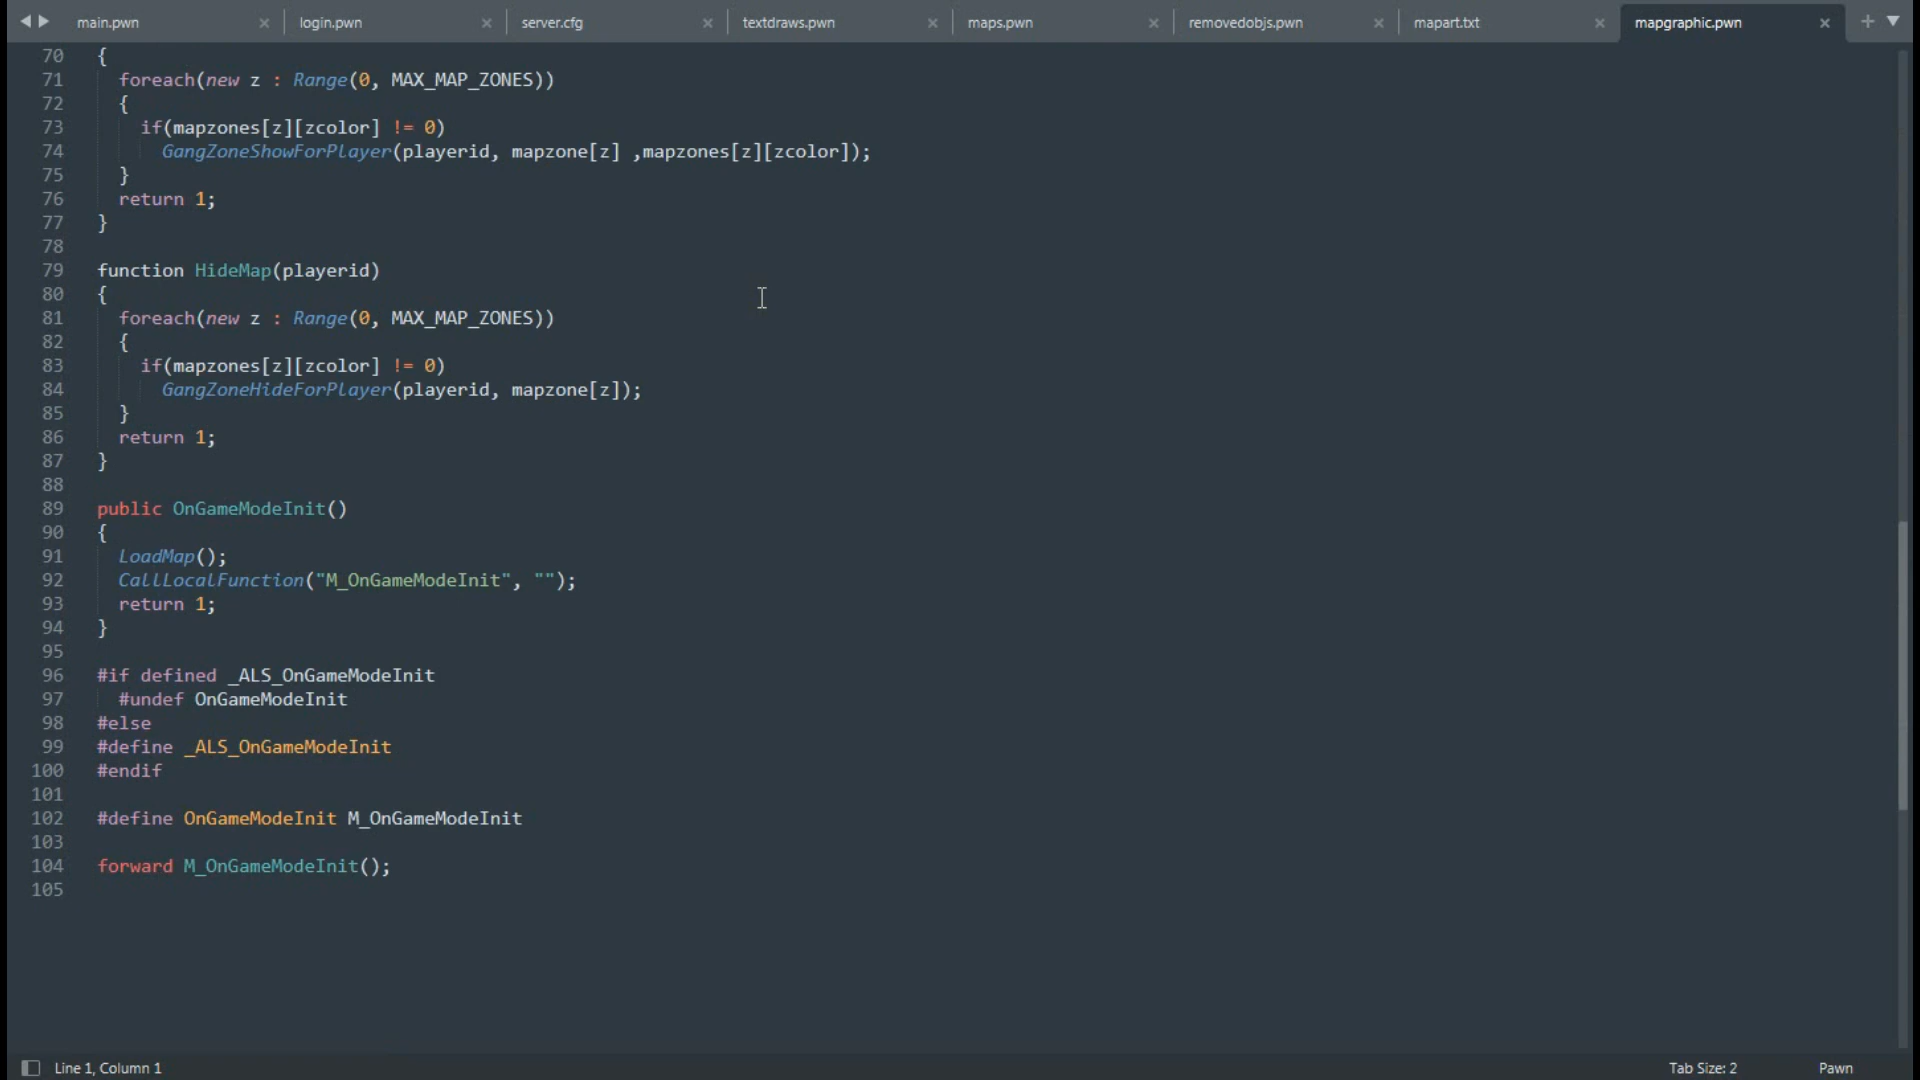 main.pwn
login.pwn
server.cfg
textdraws.pwn
maps.pwn
removedobjs.pwn
mapart.txt
mapgraphic.pwn
70 {
71   foreach(new z : Range(0, MAX_MAP_ZONES))
72   {
73     if(mapzones[z][zcolor] != 0)
74       GangZoneShowForPlayer(playerid, mapzone[z] ,mapzones[z][zcolor]);
75   }
76   return 1;
77 }
78
79 function HideMap(playerid)
80 {
81   foreach(new z : Range(0, MAX_MAP_ZONES))
82   {
83     if(mapzones[z][zcolor] != 0)
84       GangZoneHideForPlayer(playerid, mapzone[z]);
85   }
86   return 1;
87 }
88
89 public OnGameModeInit()
90 {
91   LoadMap();
92   CallLocalFunction("M_OnGameModeInit", "");
93   return 1;
94 }
95
96 #if defined _ALS_OnGameModeInit
97   #undef OnGameModeInit
98 #else
99 #define _ALS_OnGameModeInit
100 #endif
101
102 #define OnGameModeInit M_OnGameModeInit
103
104 forward M_OnGameModeInit();
105
Line 1, Column 1
Tab Size: 2
Pawn